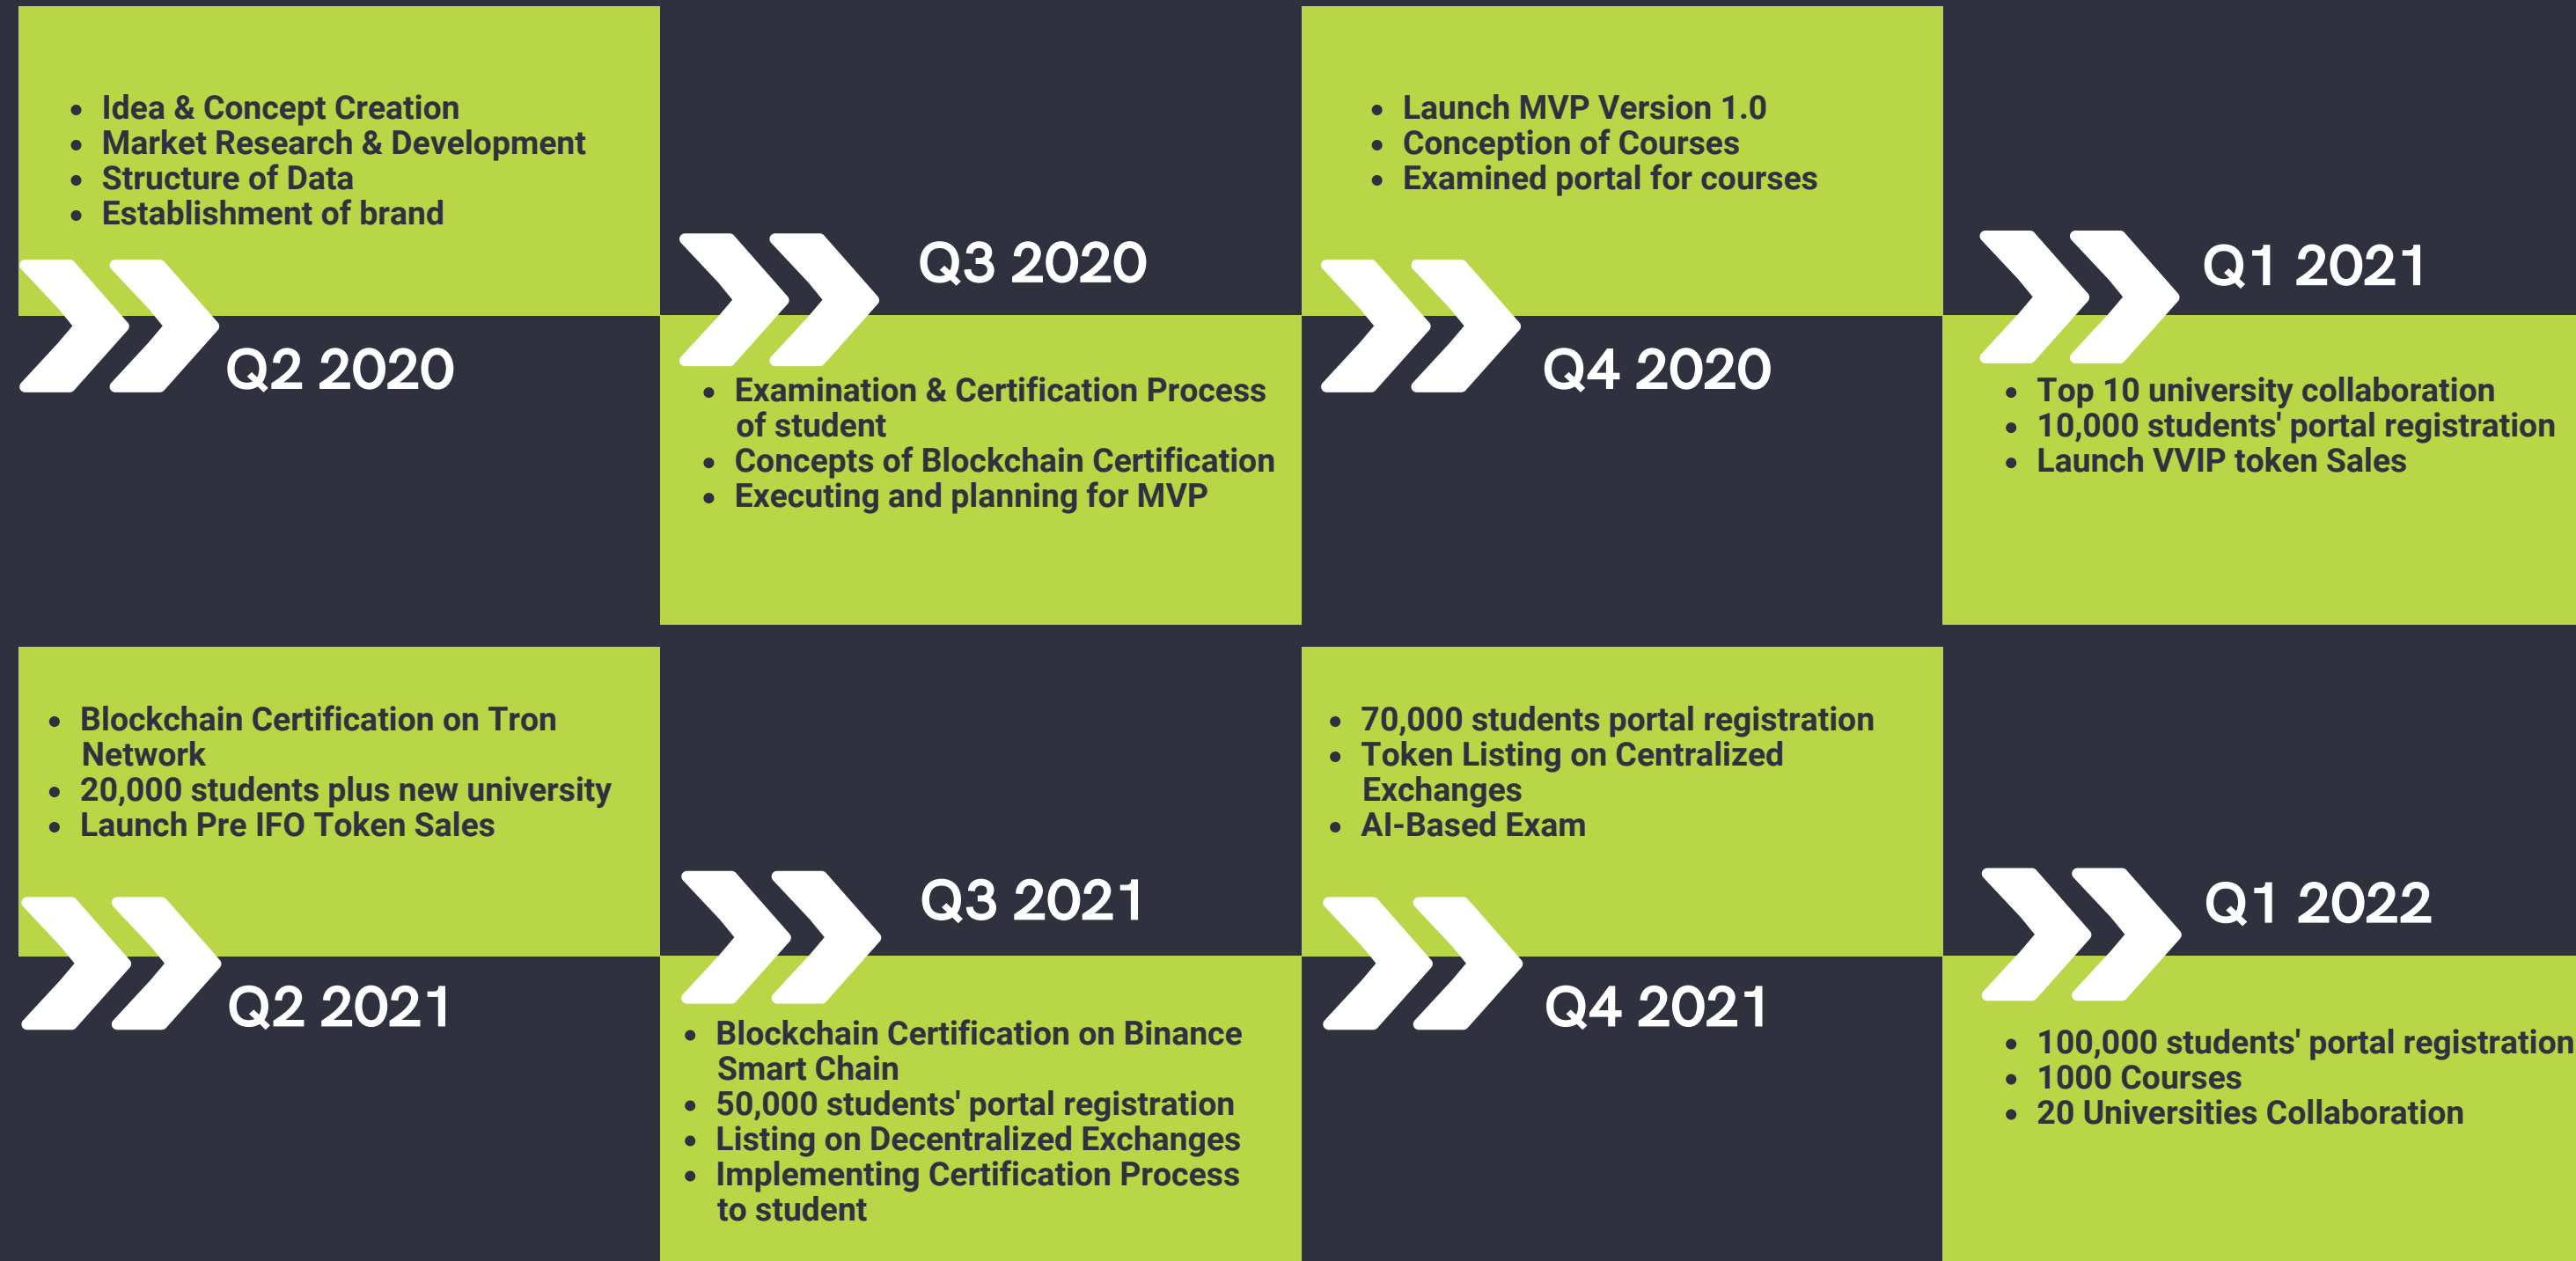 • Idea & Concept Creation
• Market Research & Development
• Structure of Data
• Establishment of brand
Q2 2020
Q3 2020
• Examination & Certification Process
of student
• Concepts of Blockchain Certification
• Executing and planning for MVP
• Launch MVP Version 1.0
• Conception of Courses
• Examined portal for courses
Q4 2020
Q1 2021
• Top 10 university collaboration
• 10,000 students' portal registration
• Launch VVIP token Sales
• Blockchain Certification on Tron
Network
• 20,000 students plus new university
• Launch Pre IFO Token Sales
Q2 2021
Q3 2021
• Blockchain Certification on Binance
Smart Chain
• 50,000 students' portal registration
• Listing on Decentralized Exchanges
• Implementing Certification Process
to student
• 70,000 students portal registration
• Token Listing on Centralized
Exchanges
• AI-Based Exam
Q4 2021
Q1 2022
• 100,000 students' portal registration
• 1000 Courses
• 20 Universities Collaboration